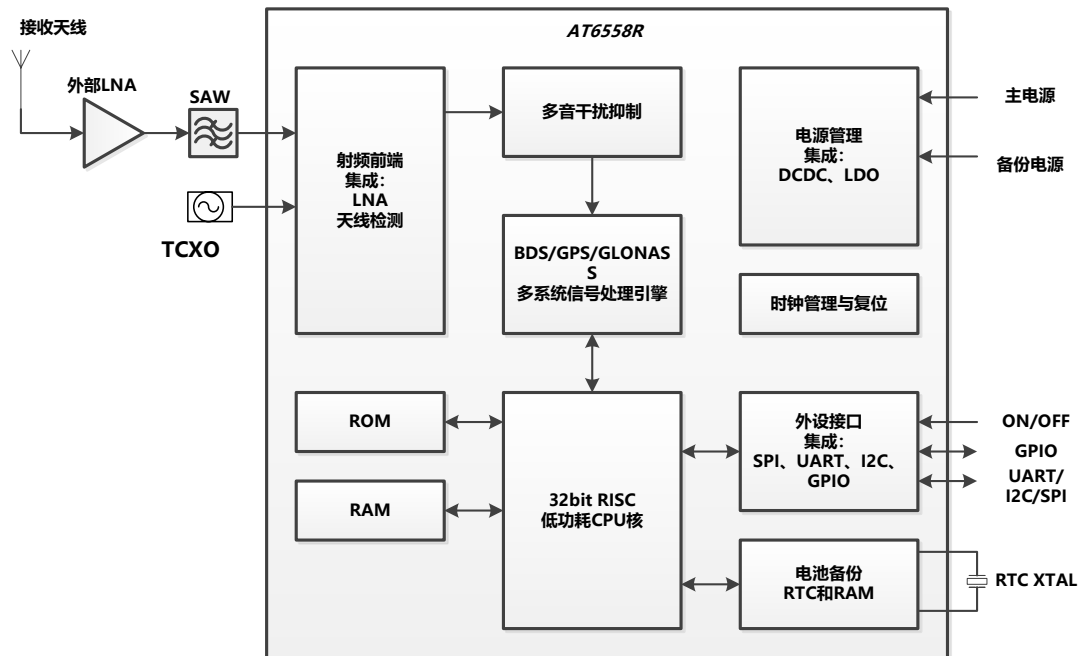 接收天线
AT6558R
外部LNA
SAW
TCXO
射频前端
集成：
LNA
天线检测
多音干扰抑制
BDS/GPS/GLONAS
S
多系统信号处理引擎
电源管理
集成：
DCDC、LDO
主电源
备份电源
时钟管理与复位
ROM
RAM
32bit RISC
低功耗CPU核
外设接口
集成：
SPI、UART、I2C、
GPIO
ON/OFF
GPIO
UART/
I2C/SPI
电池备份
RTC和RAM
RTC XTAL